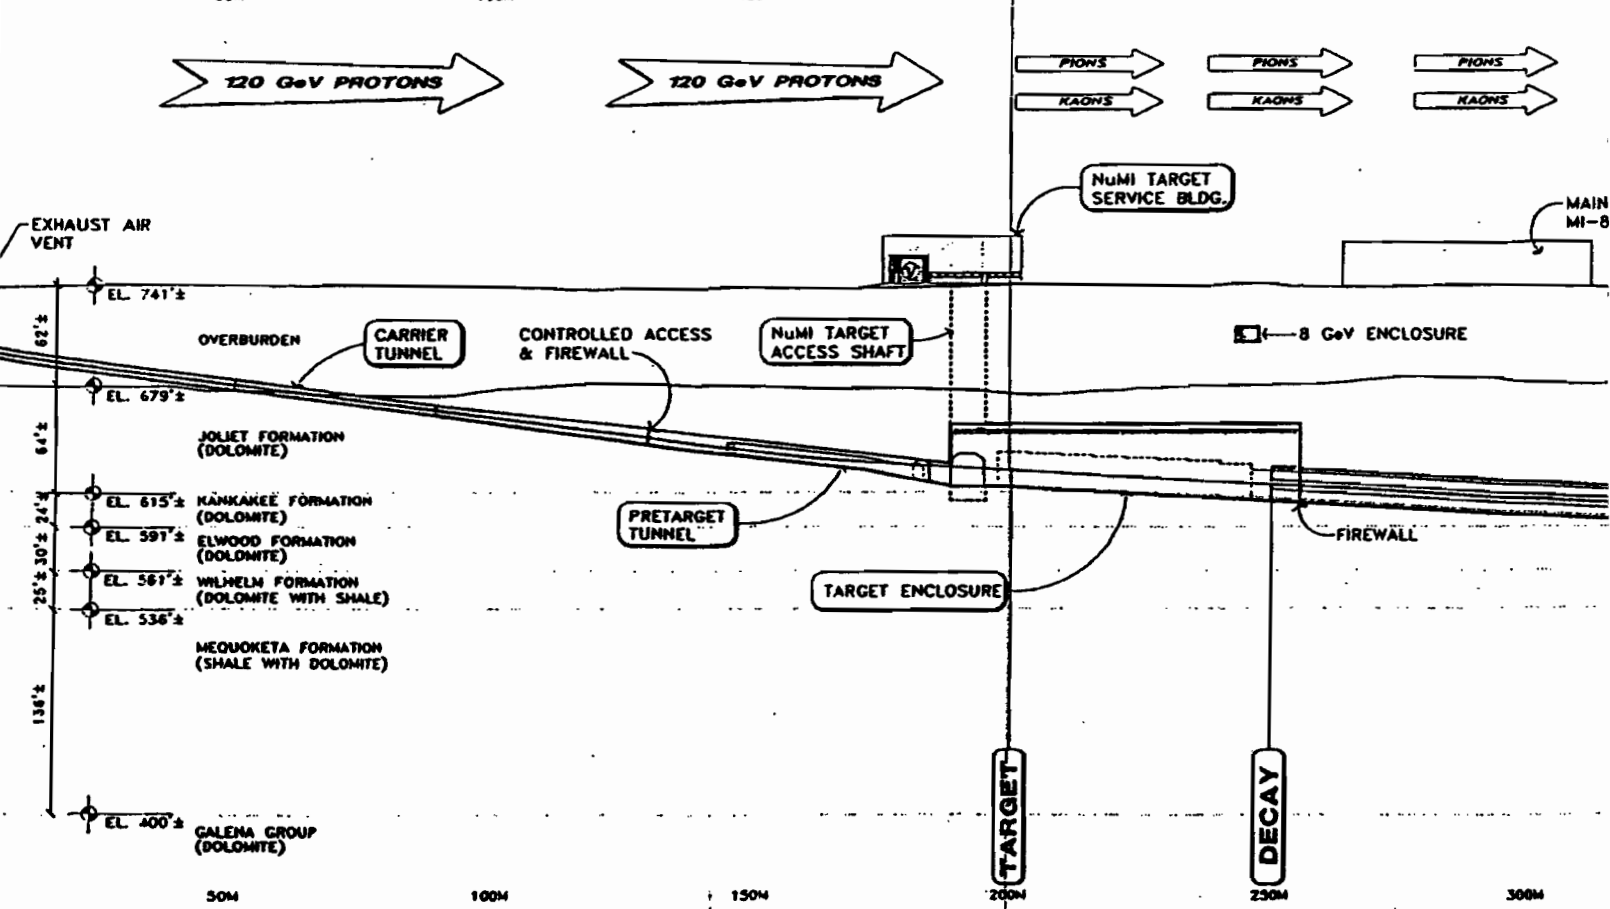 120 GeV PROTONS
120 GeV PROTONS
PIONS
PIONS
PIONS
KAONS
KAONS
KAONS
NuMI TARGET
SERVICE BLDG.
EXHAUST AIR
VENT
MAIN
MI-8
EL. 741'±
62'±
OVERBURDEN
CARRIER
TUNNEL
CONTROLLED ACCESS
& FIREWALL
NuMI TARGET
ACCESS SHAFT
8 GeV ENCLOSURE
EL. 679'±
64'±
JOLIET FORMATION
(DOLOMITE)
EL. 615'±
KANKAKEE FORMATION
(DOLOMITE)
24'±
PRETARGET
TUNNEL
EL. 591'±
ELWOOD FORMATION
(DOLOMITE)
30'±
FIREWALL
EL. 561'±
WILHELM FORMATION
(DOLOMITE WITH SHALE)
25'±
TARGET ENCLOSURE
EL. 536'±
MEQUOKETA FORMATION
(SHALE WITH DOLOMITE)
136'±
TARGET
DECAY
EL. 400'±
GALENA GROUP
(DOLOMITE)
50M
100M
150M
200M
250M
300M